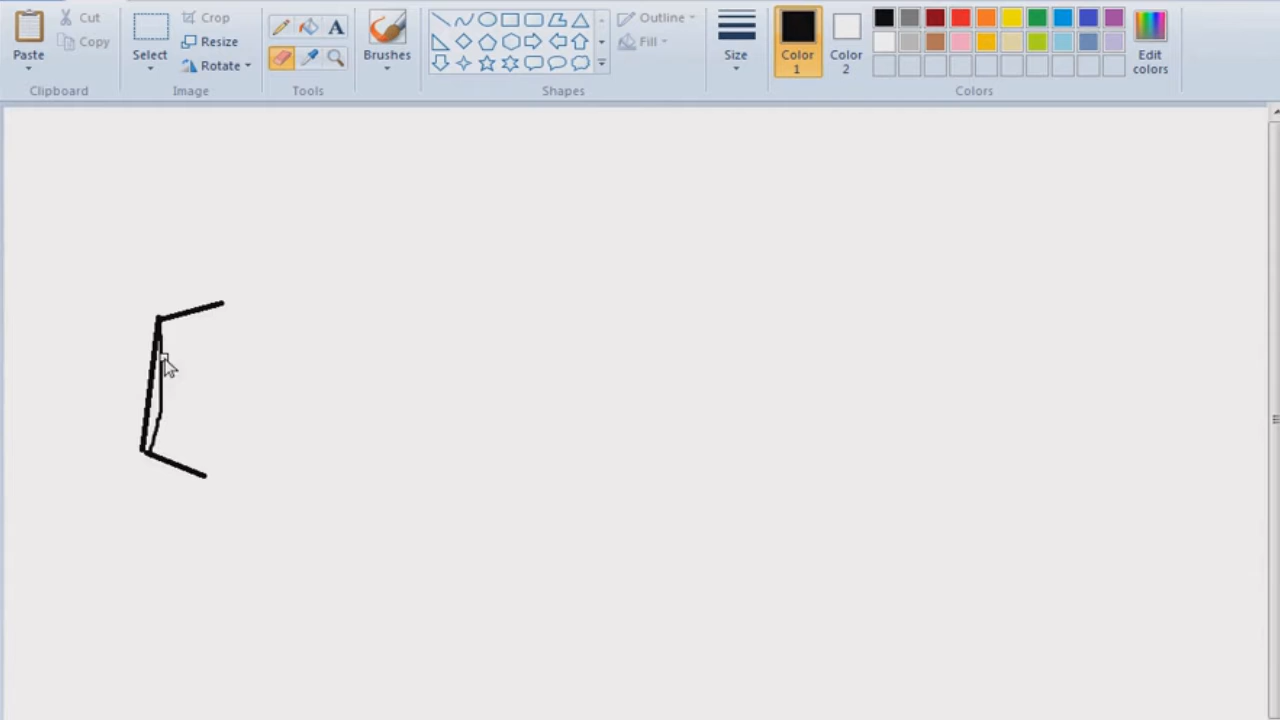 Paste
Cut
Copy
Clipboard
Select
Crop
Resize
Rotate
Image
A
Tools
Brushes
Shapes
Outline
Fill
Size
Color
1
Color
2
Edit
colors
Colors